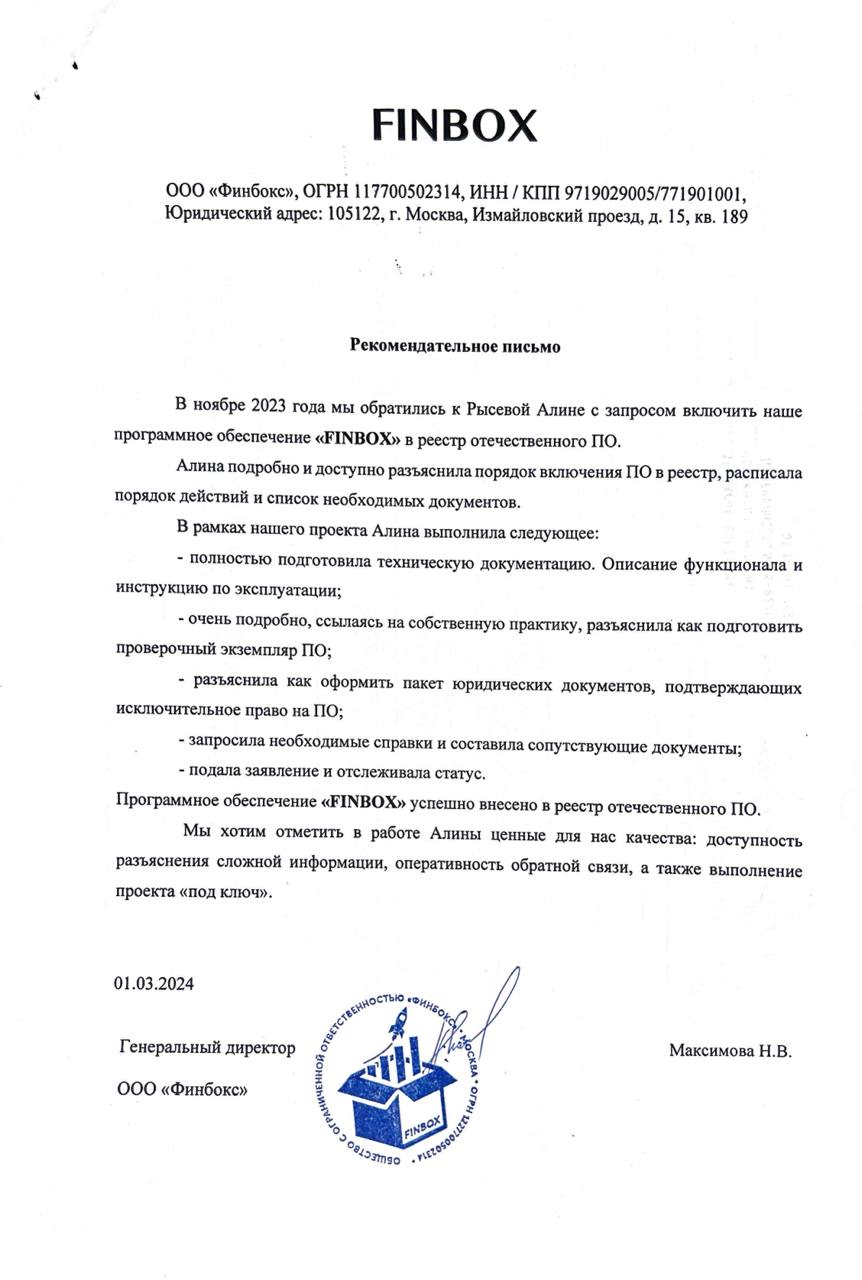 FINBOX
ООО «Финбокс», ОГРН 117700502314, ИНН / КПП 9719029005/771901001,
Юридический адрес: 105122, г. Москва, Измайловский проезд, д. 15, кв. 189
Рекомендательное письмо
В ноябре 2023 года мы обратились к Рысевой Алине с запросом включить наше
программное обеспечение «FINBOX» в реестр отечественного ПО.
Алина подробно и доступно разъяснила порядок включения ПО в реестр, расписала
порядок действий и список необходимых документов.
В рамках нашего проекта Алина выполнила следующее:
- полностью подготовила техническую документацию. Описание функционала и
инструкцию по эксплуатации;
- очень подробно, ссылаясь на собственную практику, разъяснила как подготовить
проверочный экземпляр ПО;
- разъяснила как оформить пакет юридических документов, подтверждающих
исключительное право на ПО;
- запросила необходимые справки и составила сопутствующие документы;
- подала заявление и отслеживала статус.
Программное обеспечение «FINBOX» успешно внесено в реестр отечественного ПО.
Мы хотим отметить в работе Алины ценные для нас качества: доступность
разъяснения сложной информации, оперативность обратной связи, а также выполнение
проекта «под ключ».
01.03.2024
Генеральный директор
ООО «Финбокс»
Максимова Н.В.
ОБЩЕСТВО С ОГРАНИЧЕННОЙ ОТВЕТСТВЕННОСТЬЮ «ФИНБОКС» • МОСКВА • ОГРН 1227700502314 •
FINBOX